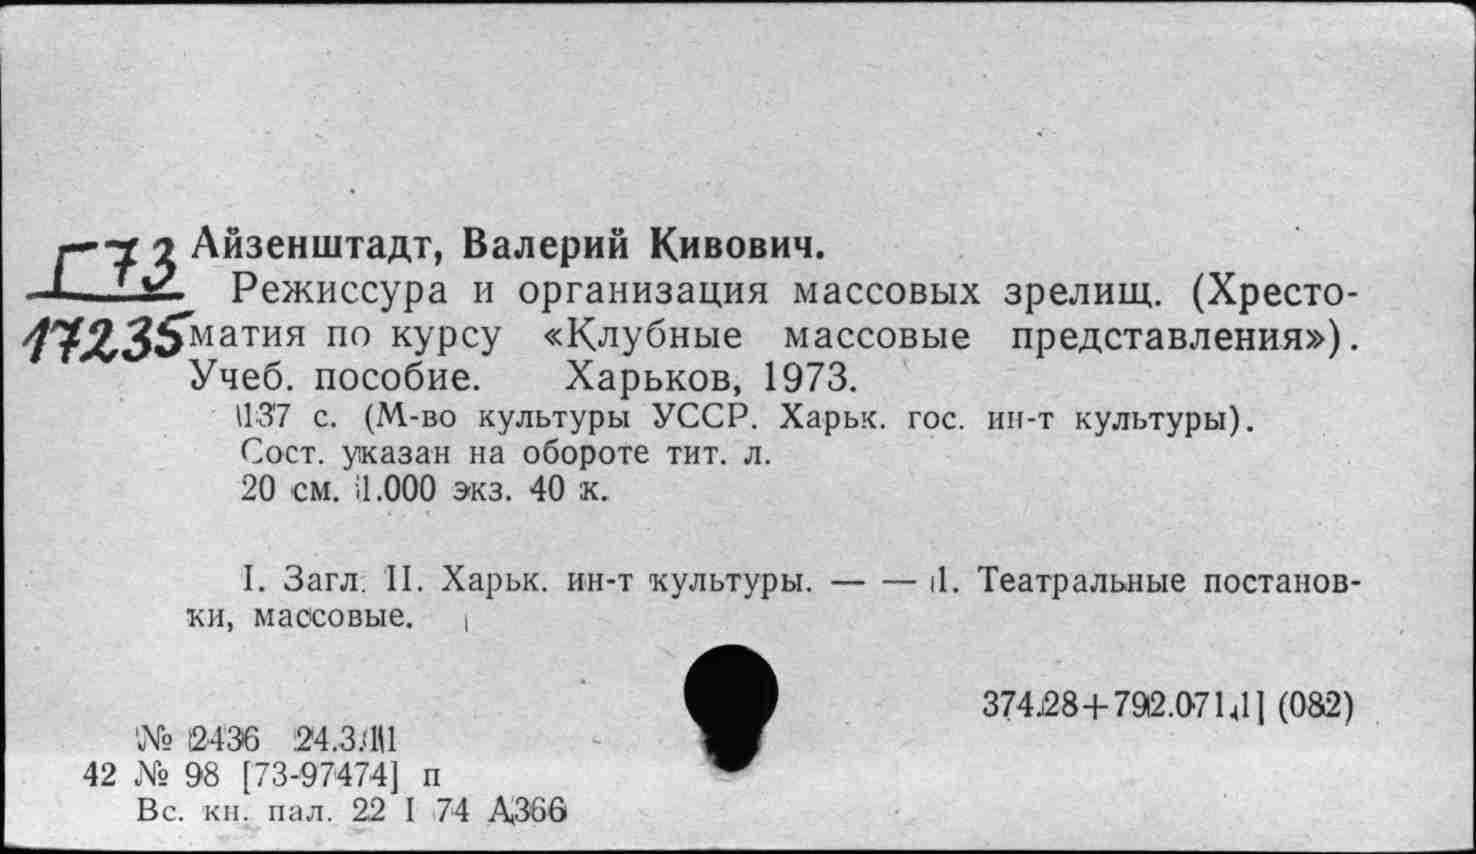 Г73
17235
Айзенштадт, Валерий Кивович.
Режиссура и организация массовых зрелищ. (Хресто-
матия по курсу «Клубные массовые представления»).
Учеб. пособие. Харьков, 1973.
137 с. (М-во культуры УССР. Харьк. гос. ин-т культуры).
Сост. указан на обороте тит. л.
20 см. 1.000 экз. 40 к.
I. Загл. II. Харьк. ин-т культуры. — — 1. Театральные постанов-
ки, массовые.
374.28+792.071.1] (082)
№ 2436 24.3.
42 № 98 [73-97474] п
Вс. кн. пал. 22 I 74 Д366